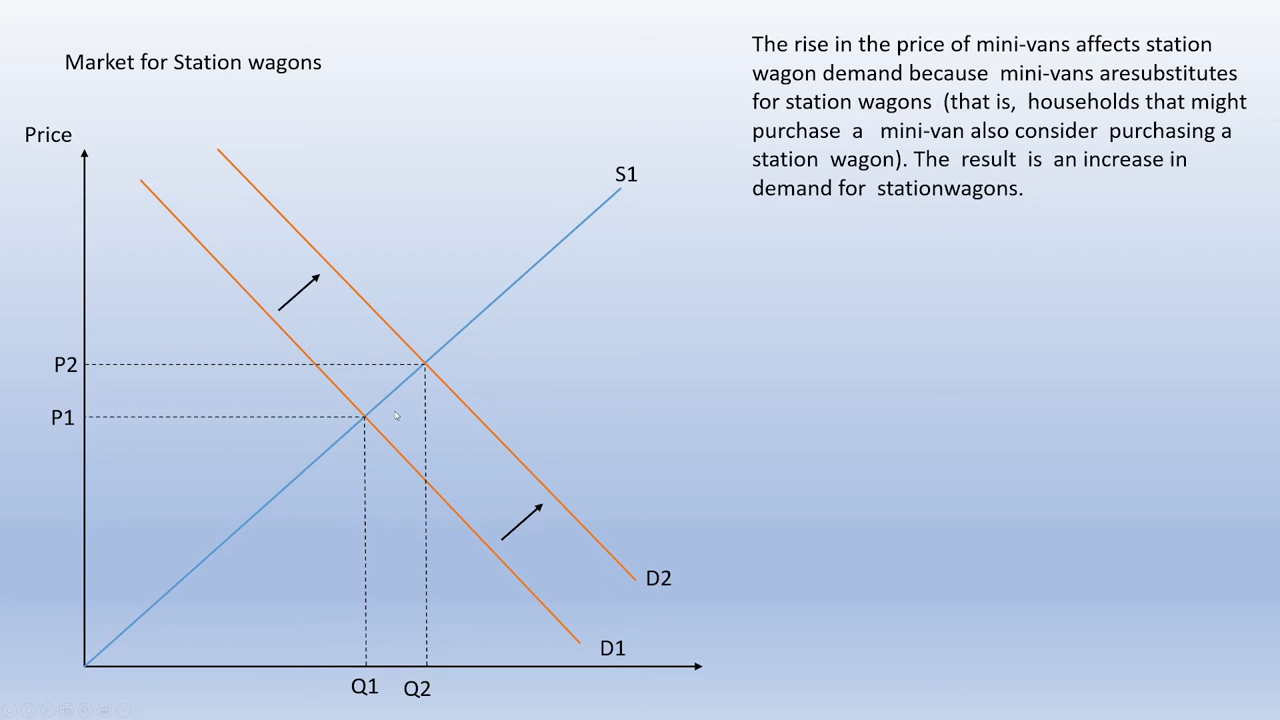 Market for Station wagons
The rise in the price of mini-vans affects station
wagon demand because mini-vans aresubstitutes
for station wagons (that is, households that might
purchase a mini-van also consider purchasing a
station wagon). The result is an increase in
demand for stationwagons.
Price
S1
P2
P1
D2
D1
Q1
Q2